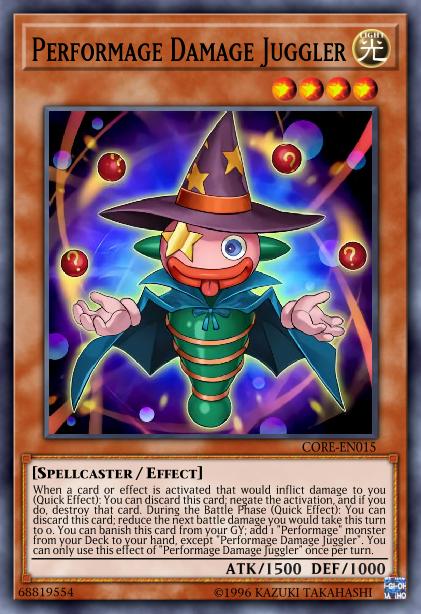 Performage Damage Juggler
LIGHT
光
?
?
?
?
CORE-EN015
[Spellcaster / Effect]
When a card or effect is activated that would inflict damage to you
(Quick Effect): You can discard this card; negate the activation, and if you
do, destroy that card. During the Battle Phase (Quick Effect): You can
discard this card; reduce the next battle damage you would take this turn
to 0. You can banish this card from your GY; add 1 "Performage" monster
from your Deck to your hand, except "Performage Damage Juggler". You
can only use this effect of "Performage Damage Juggler" once per turn.
ATK/1500 DEF/1000
68819554
©1996 KAZUKI TAKAHASHI